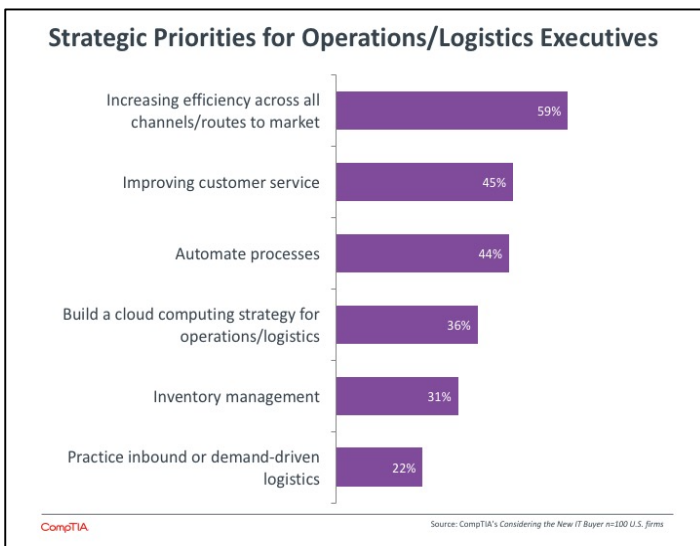 Strategic Priorities for Operations/Logistics Executives
Increasing efficiency across all
channels/routes to market
59%
Improving customer service
45%
Automate processes
44%
Build a cloud computing strategy for
operations/logistics
36%
Inventory management
31%
Practice inbound or demand-driven
logistics
22%
CompTIA
Source: CompTIA's Considering the New IT Buyer n=100 U.S. firms